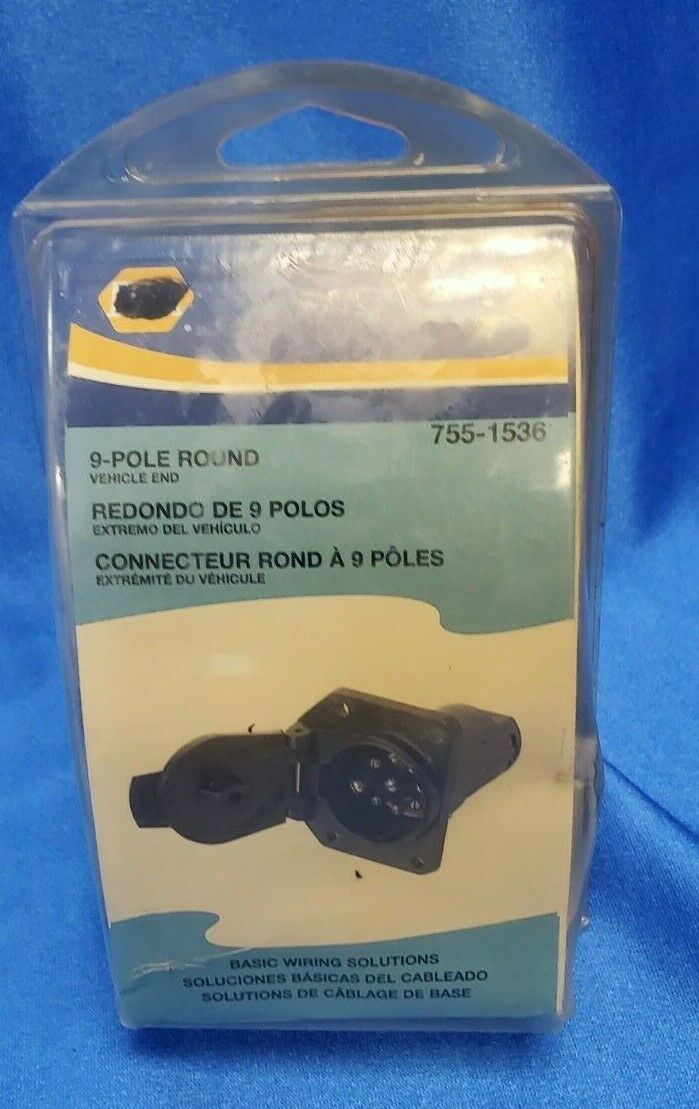 755-1536
9-POLE ROUND
VEHICLE END
REDONDO DE 9 POLOS
EXTREMO DEL VEHÍCULO
CONNECTEUR ROND À 9 PÔLES
EXTRÉMITÉ DU VÉHICULE
BASIC WIRING SOLUTIONS
SOLUCIONES BÁSICAS DEL CABLEADO
SOLUTIONS DE CÂBLAGE DE BASE